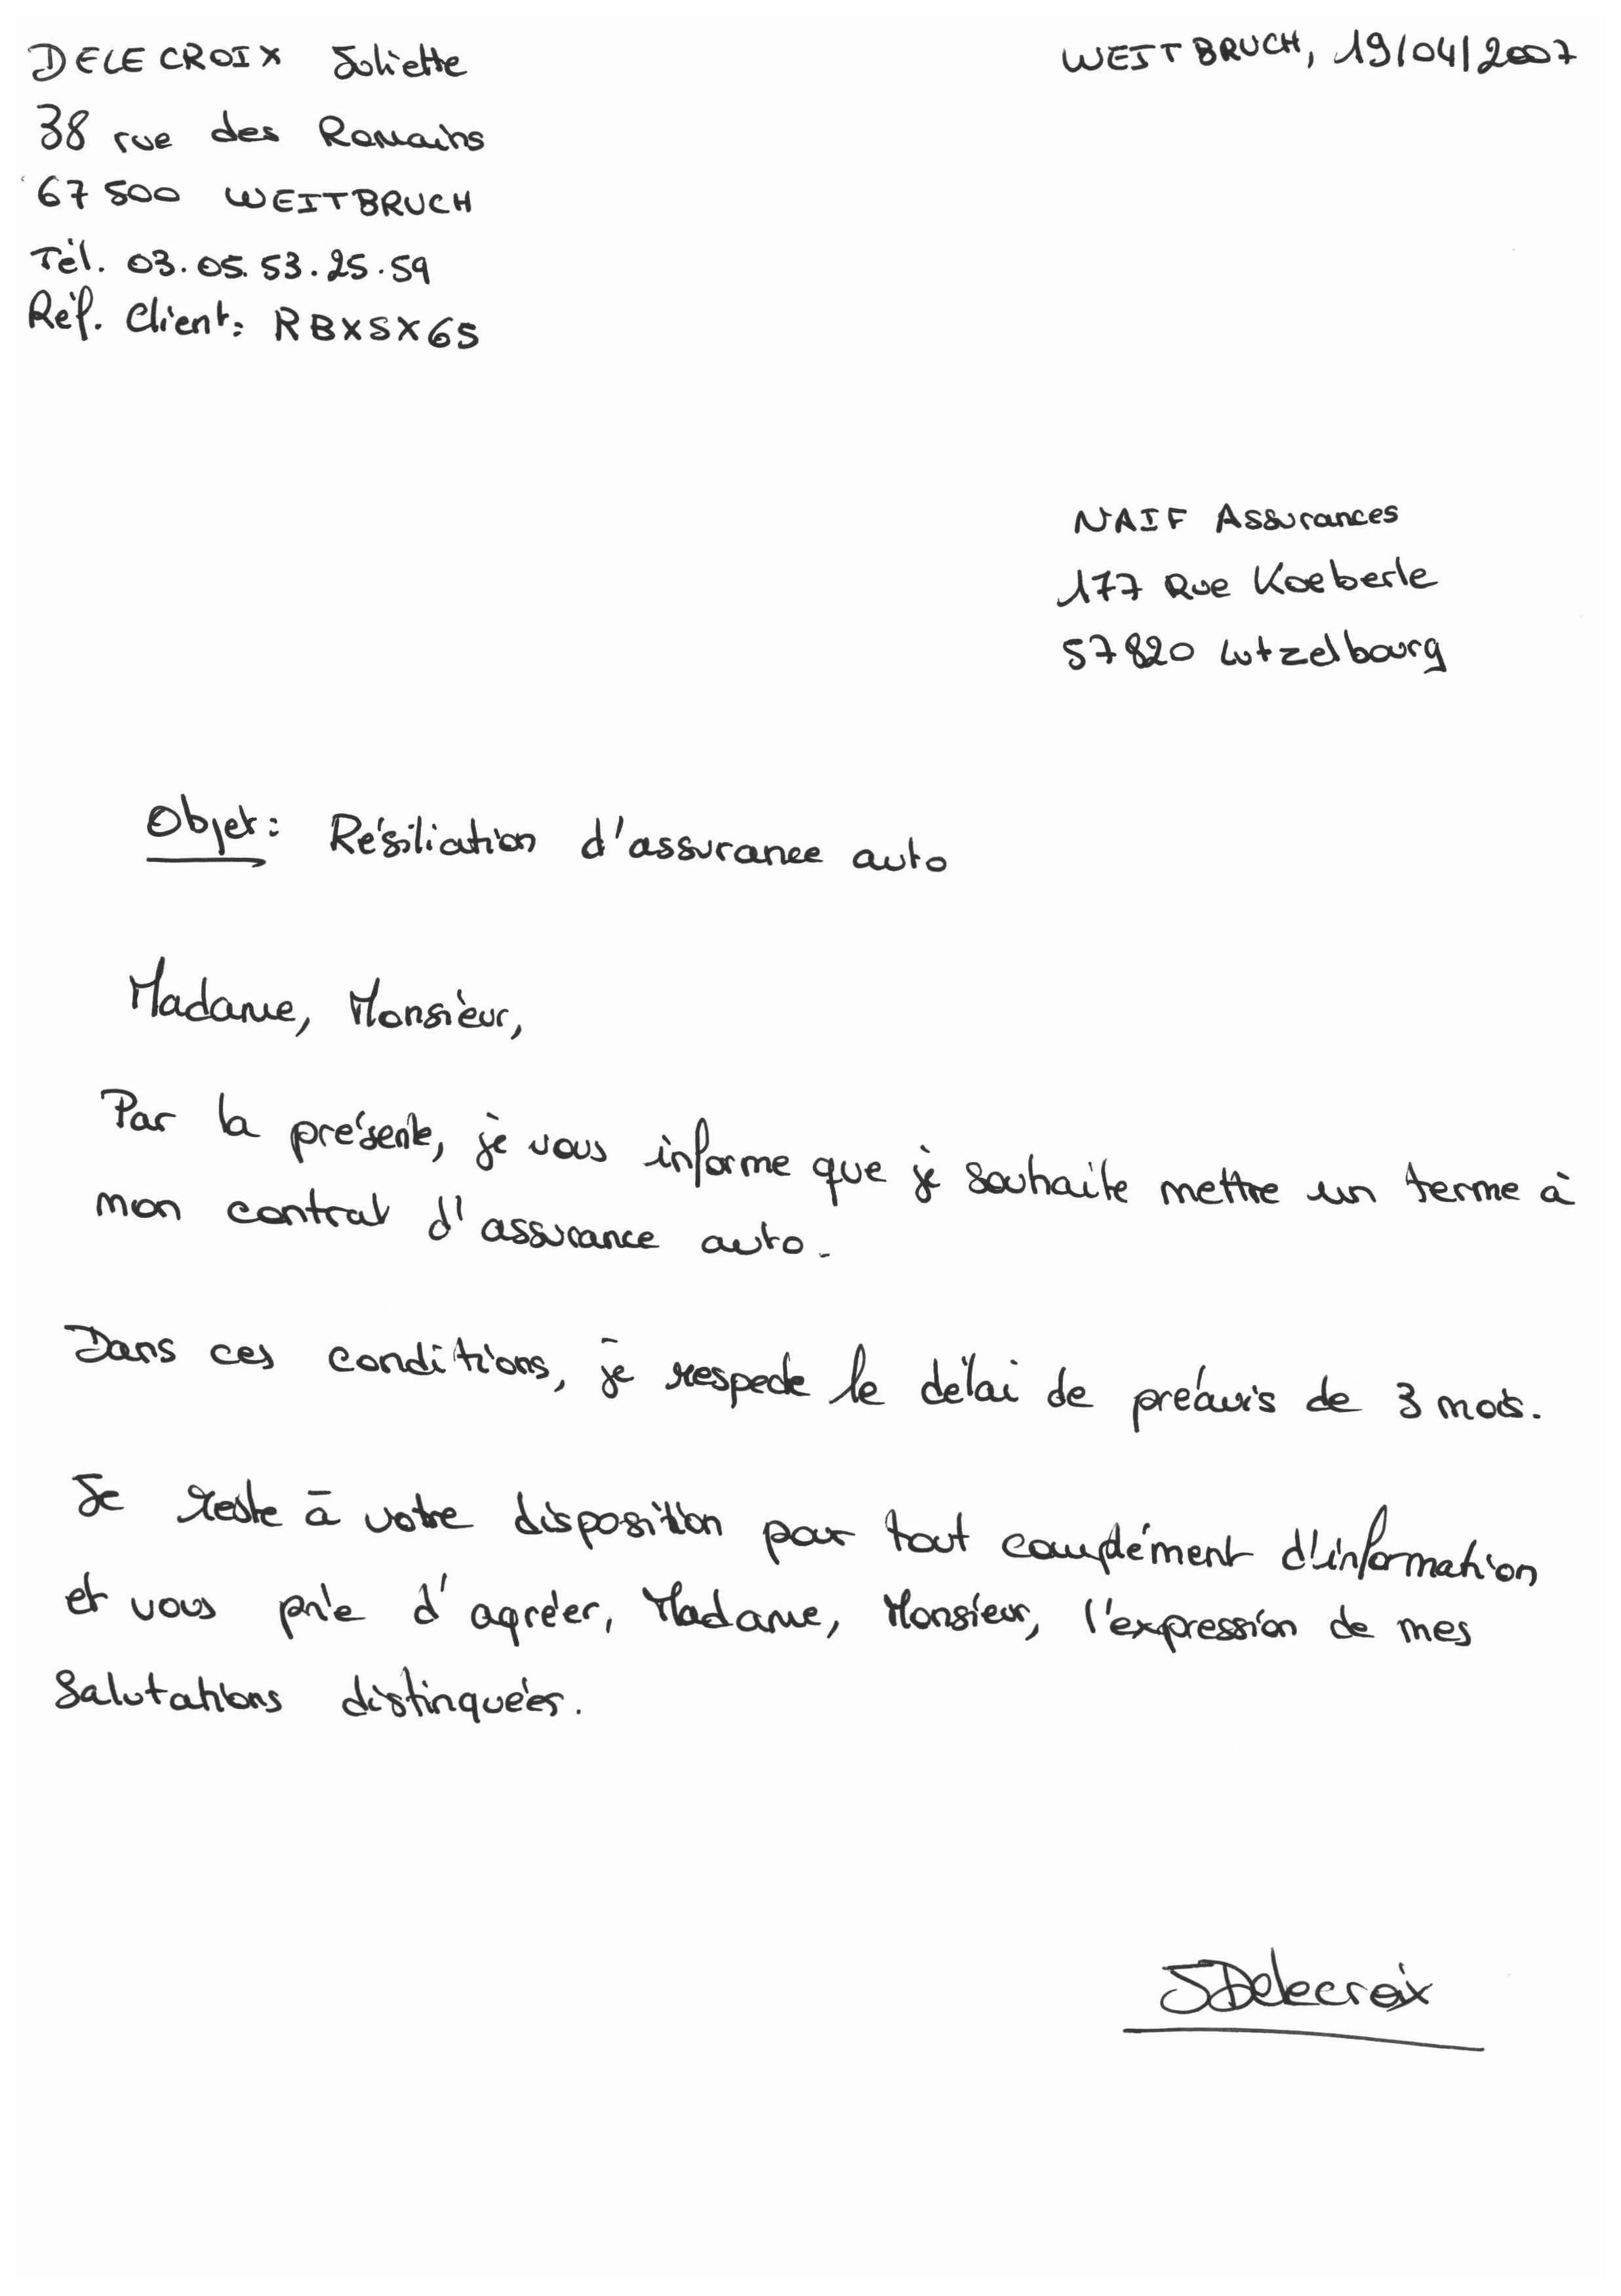 DELECROIX Juliette
WEITBRUCH, 19/04/2007
38 rue des Romains
67500 WEITBRUCH
Tél. 03.05.53.25.59
Réf. Client: RBXSX65
NAIF Assurances
177 Rue Koeberle
57820 Lutzelbourg
Objet: Résiliation d'assurance auto
Madame, Monsieur,
Par la présente, je vous informe que je souhaite mettre un terme à
mon contrat d'assurance auto.
Dans ces conditions, je respecte le délai de préavis de 3 mois.
Je reste à votre disposition pour tout complément d'information
et vous prie d'agréer, Madame, Monsieur, l'expression de mes
salutations distinguées.
JDelecroix